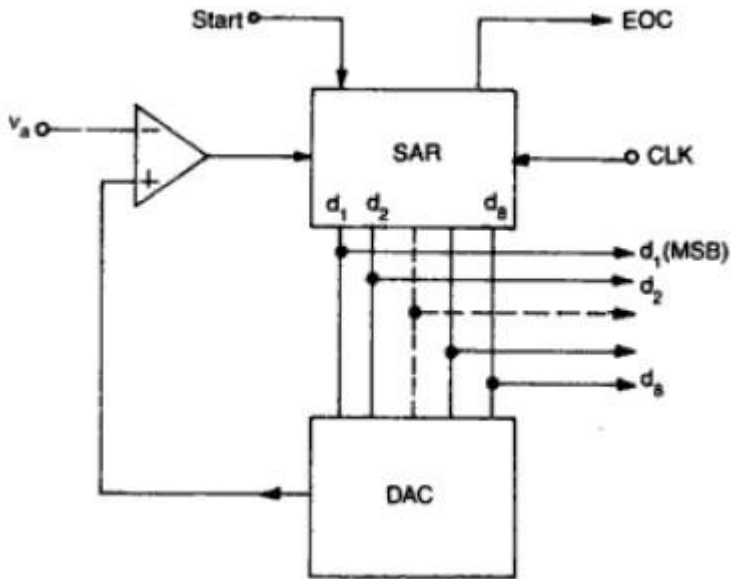 Start
EOC
va
−
+
SAR
CLK
d1 d2 d8
d1(MSB)
d2
d8
DAC